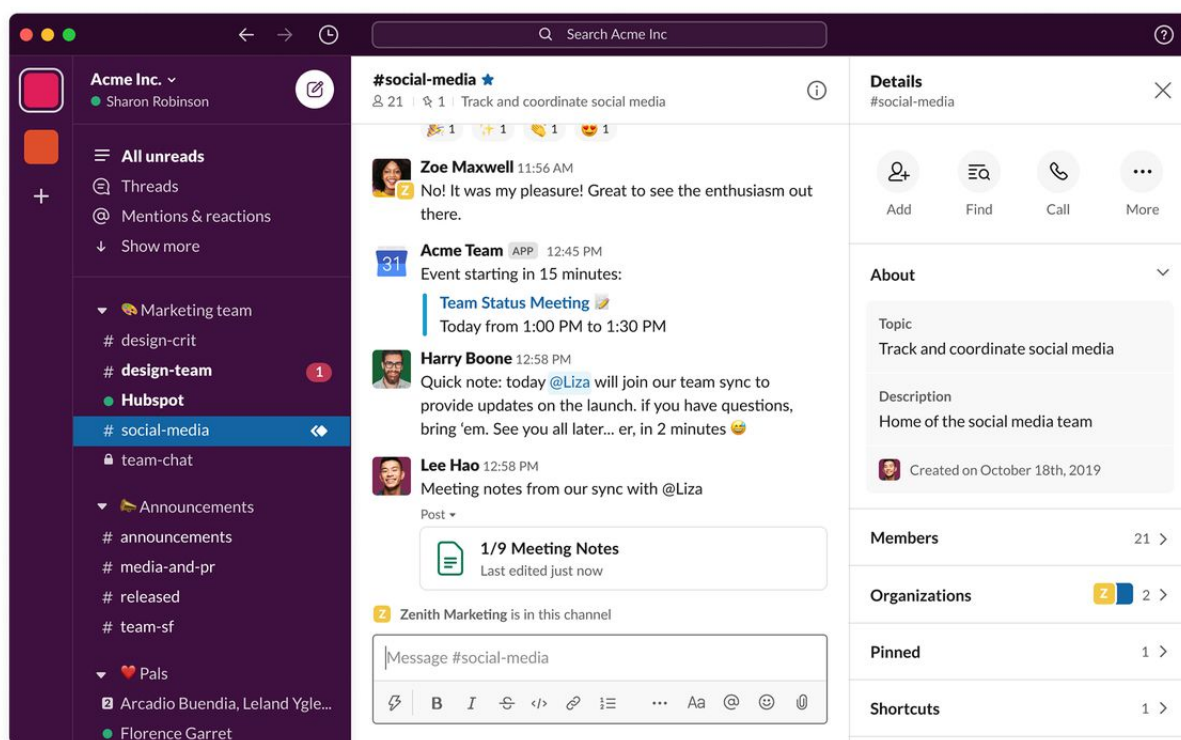 Search Acme Inc
Acme Inc.
Sharon Robinson
All unreads
Threads
Mentions & reactions
Show more
Marketing team
# design-crit
# design-team 1
Hubspot
# social-media
team-chat
Announcements
# announcements
# media-and-pr
# released
# team-sf
Pals
2 Arcadio Buendia, Leland Ygle...
Florence Garret
#social-media
21 1 Track and coordinate social media
1 1 1 1
Zoe Maxwell 11:56 AM
Z No! It was my pleasure! Great to see the enthusiasm out
there.
Acme Team APP 12:45 PM
31 Event starting in 15 minutes:
Team Status Meeting
Today from 1:00 PM to 1:30 PM
Harry Boone 12:58 PM
Quick note: today @Liza will join our team sync to
provide updates on the launch. if you have questions,
bring ‘em. See you all later... er, in 2 minutes
Lee Hao 12:58 PM
Meeting notes from our sync with @Liza
Post
1/9 Meeting Notes
Last edited just now
Z Zenith Marketing is in this channel
Message #social-media
B I S </> ... Aa @
Details
#social-media
Add Find Call More
About
Topic
Track and coordinate social media
Description
Home of the social media team
Created on October 18th, 2019
Members 21
Organizations Z 2
Pinned 1
Shortcuts 1